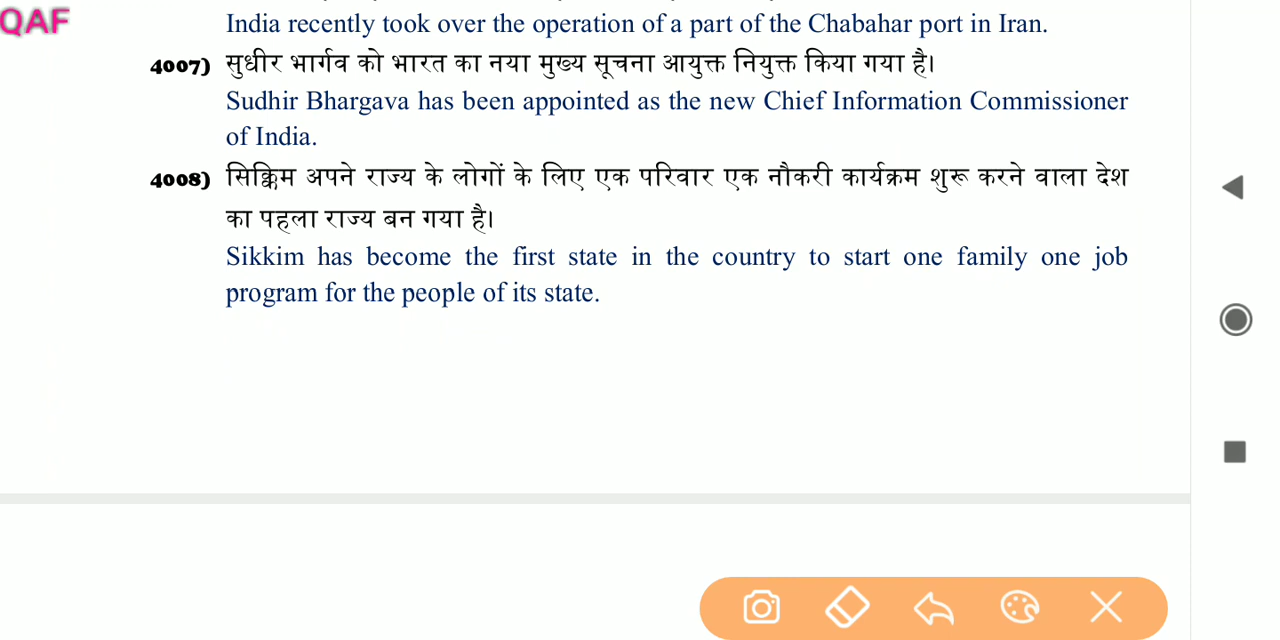 QAF
India recently took over the operation of a part of the Chabahar port in Iran.
4007) सुधीर भार्गव को भारत का नया मुख्य सूचना आयुक्त नियुक्त किया गया है।
Sudhir Bhargava has been appointed as the new Chief Information Commissioner
of India.
4008) सिक्किम अपने राज्य के लोगों के लिए एक परिवार एक नौकरी कार्यक्रम शुरू करने वाला देश
का पहला राज्य बन गया है।
Sikkim has become the first state in the country to start one family one job
program for the people of its state.